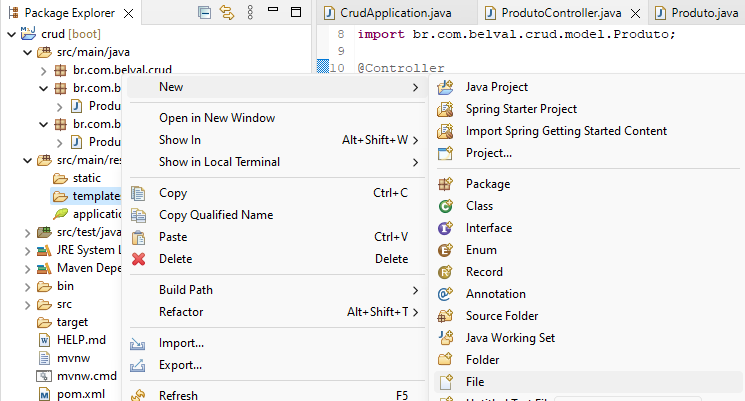 Package Explorer
crud [boot]
src/main/java
br.com.belval.crud
br.com.b
Produ
br.com.b
Produ
src/main/res
static
templates
applicatio
src/test/java
JRE System L
Maven Depe
bin
src
target
HELP.md
mvnw
mvnw.cmd
pom.xml
CrudApplication.java
ProdutoController.java
Produto.java
8 import br.com.belval.crud.model.Produto;
9
10 @Controller
New
Open in New Window
Show In Alt+Shift+W
Show in Local Terminal
Copy Ctrl+C
Copy Qualified Name
Paste Ctrl+V
Delete Delete
Build Path
Refactor Alt+Shift+T
Import...
Export...
Refresh F5
Java Project
Spring Starter Project
Import Spring Getting Started Content
Project...
Package
Class
Interface
Enum
Record
Annotation
Source Folder
Java Working Set
Folder
File
Untitled Text File